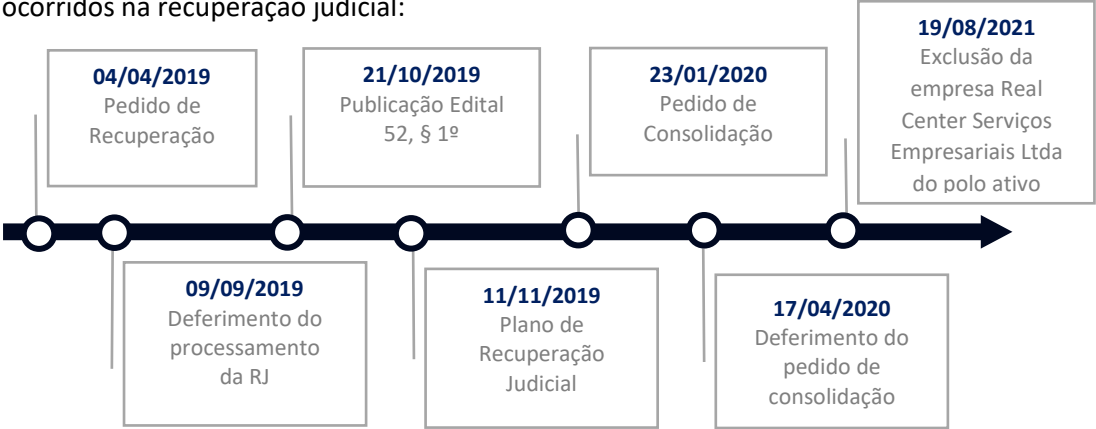 ocorridos na recuperação judicial:
04/04/2019
Pedido de
Recuperação
21/10/2019
Publicação Edital
52, § 1º
23/01/2020
Pedido de
Consolidação
19/08/2021
Exclusão da
empresa Real
Center Serviços
Empresariais Ltda
do polo ativo
09/09/2019
Deferimento do
processamento
da RJ
11/11/2019
Plano de
Recuperação
Judicial
17/04/2020
Deferimento do
pedido de
consolidação